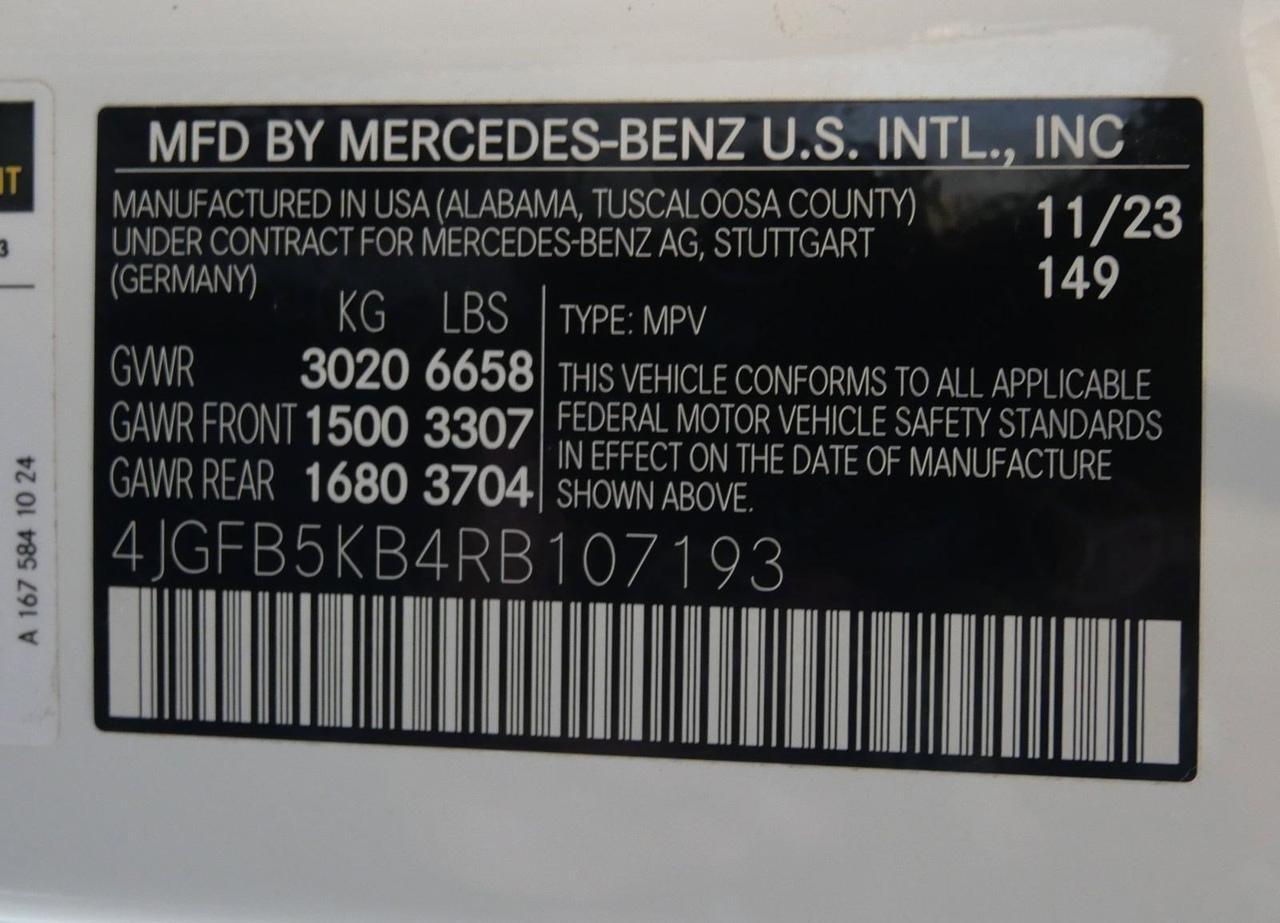 MFD BY MERCEDES-BENZ U.S. INTL., INC
MANUFACTURED IN USA (ALABAMA, TUSCALOOSA COUNTY)
UNDER CONTRACT FOR MERCEDES-BENZ AG, STUTTGART
(GERMANY)
11/23
149
KG LBS
GVWR 3020 6658
GAWR FRONT 1500 3307
GAWR REAR 1680 3704
TYPE: MPV
THIS VEHICLE CONFORMS TO ALL APPLICABLE
FEDERAL MOTOR VEHICLE SAFETY STANDARDS
IN EFFECT ON THE DATE OF MANUFACTURE
SHOWN ABOVE.
4JGFB5KB4RB107193
A 167 584 10 24